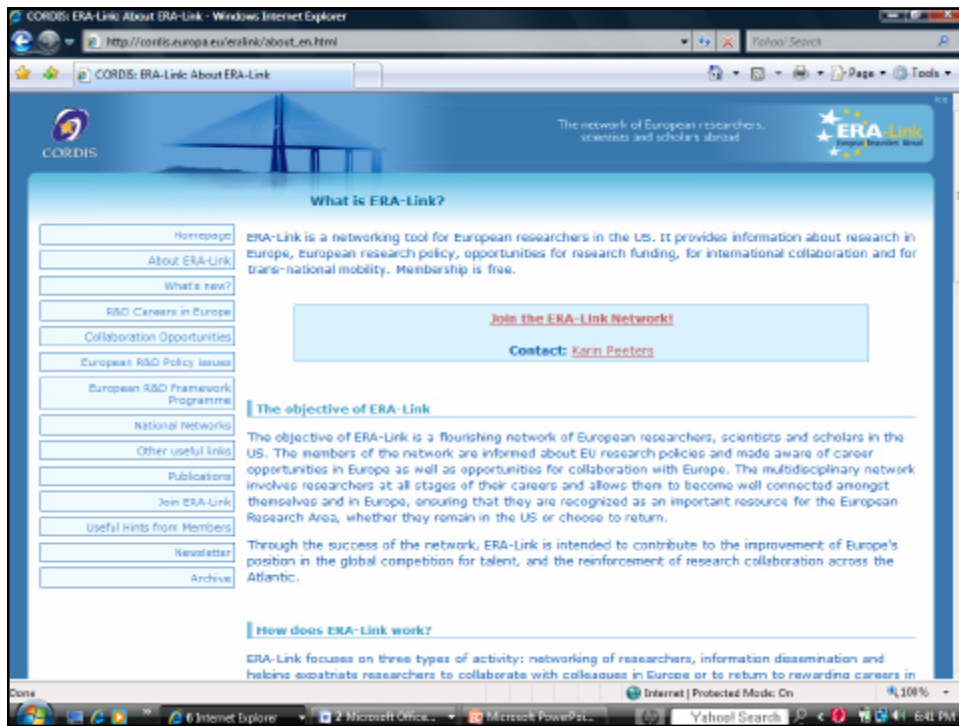 CORDIS: ERA-Link: About ERA-Link - Windows Internet Explorer
http://cordis.europa.eu/eralink/about_en.html
Yahoo! Search
CORDIS: ERA-Link: About ERA-Link
Page
Tools
CORDIS
The network of European researchers,
scientists and scholars abroad
ERA-Link
European Researchers Abroad
What is ERA-Link?
Homepage
About ERA-Link
What's new?
R&D Careers in Europe
Collaboration Opportunities
European R&D Policy issues
European R&D Framework
Programme
National Networks
Other useful links
Publications
Join ERA-Link
Useful Hints from Members
Newsletter
Archive
ERA-Link is a networking tool for European researchers in the US. It provides information about research in
Europe, European research policy, opportunities for research funding, for international collaboration and for
trans-national mobility. Membership is free.
Join the ERA-Link Network!
Contact: Karin Peeters
The objective of ERA-Link
The objective of ERA-Link is a flourishing network of European researchers, scientists and scholars in the
US. The members of the network are informed about EU research policies and made aware of career
opportunities in Europe as well as opportunities for collaboration with Europe. The multidisciplinary network
involves researchers at all stages of their careers and allows them to become well connected amongst
themselves and in Europe, ensuring that they are recognized as an important resource for the European
Research Area, whether they remain in the US or choose to return.
Through the success of the network, ERA-Link is intended to contribute to the improvement of Europe's
position in the global competition for talent, and the reinforcement of research collaboration across the
Atlantic.
How does ERA-Link work?
ERA-Link focuses on three types of activity: networking of researchers, information dissemination and
helping expatriate researchers to collaborate with colleagues in Europe or to return to rewarding careers in
Done
Internet | Protected Mode: On
100%
6 Internet Explorer
2 Microsoft Office...
Microsoft PowerPoi...
Yahoo! Search
6:41 PM